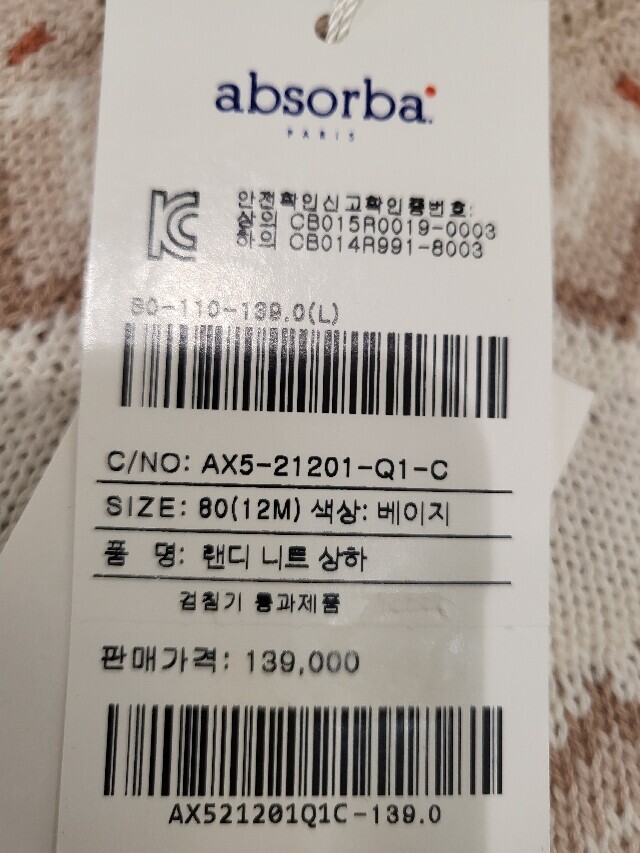 absorba
PARIS
안전확인신고확인증번호:
상의 CB015R0019-0003
하의 CB014R991-8003
80-110-139.0(L)
C/NO: AX5-21201-Q1-C
SIZE: 80(12M) 색상: 베이지
품 명: 랜디 니트 상하
검침기 통과제품
판매가격: 139,000
AX521201Q1C-139.0